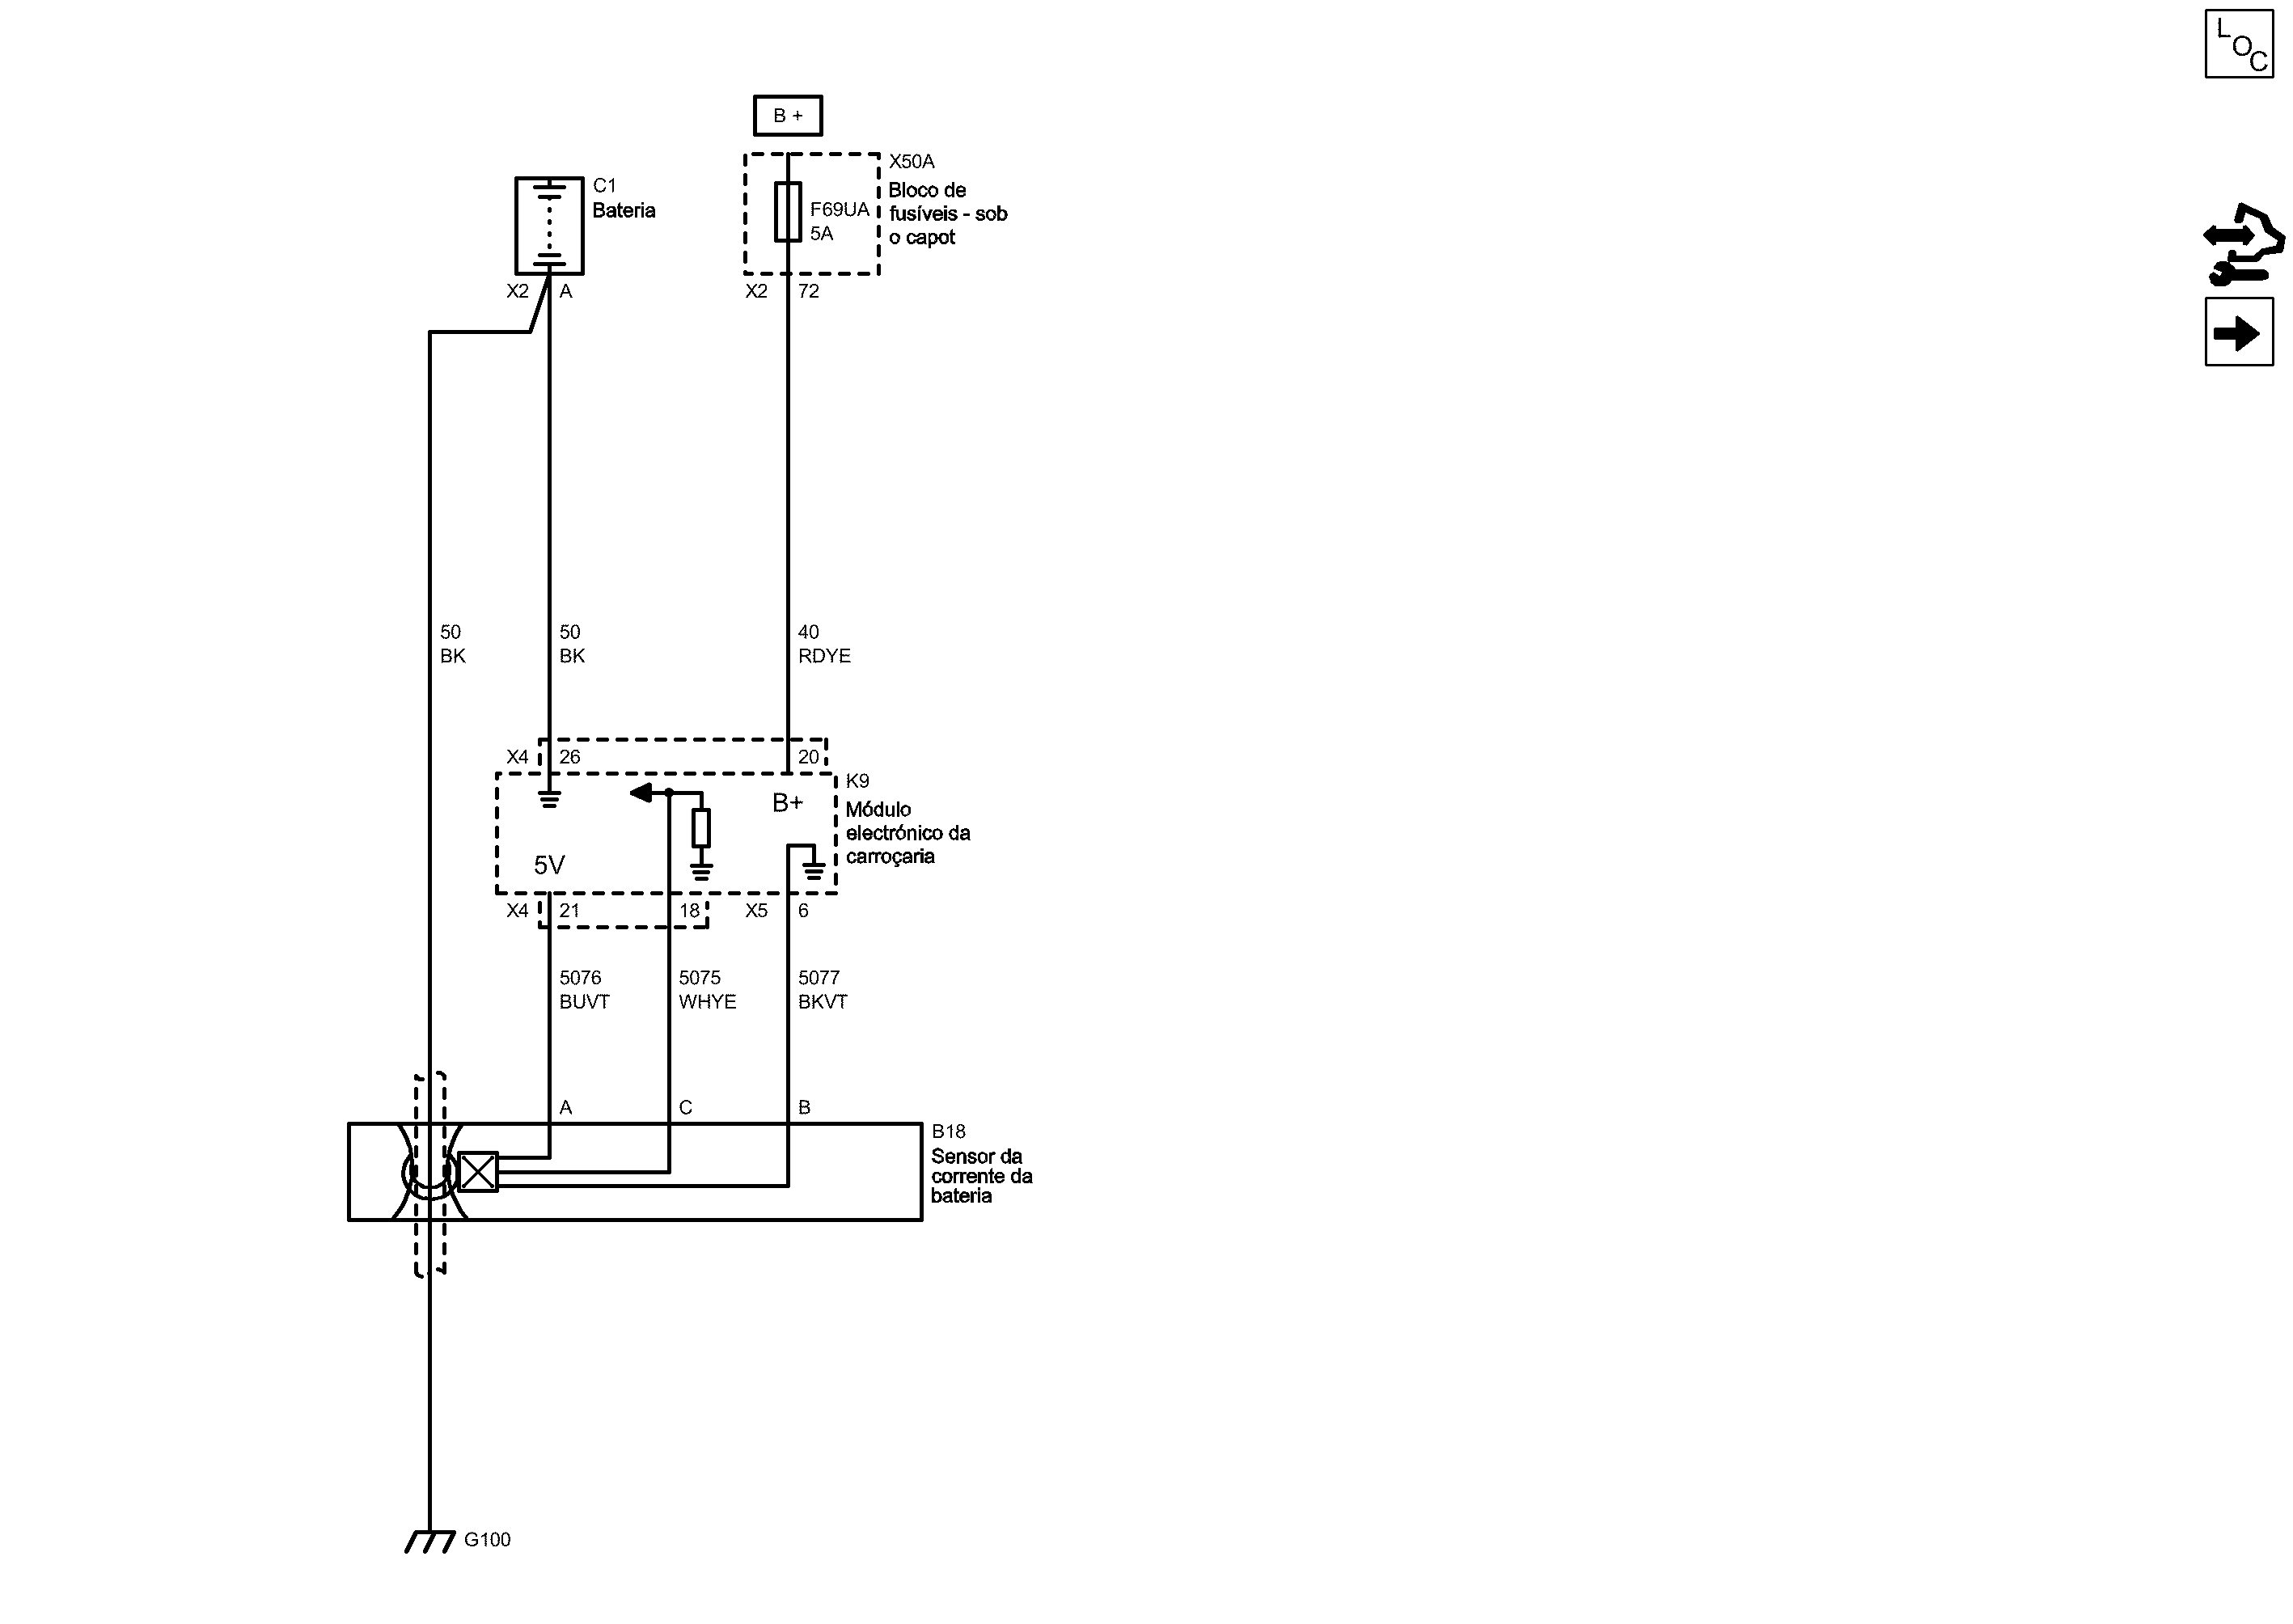 LOC
B +
X50A
Bloco de
fusíveis - sob
o capot
F69UA
5A
C1
Bateria
X2 A
X2 72
50
BK
50
BK
40
RDYE
X4 26
20
K9
Módulo
electrónico da
carroçaria
B+
5V
X4 21
18
X5 6
5076
BUVT
5075
WHYE
5077
BKVT
A
C
B
B18
Sensor da
corrente da
bateria
G100